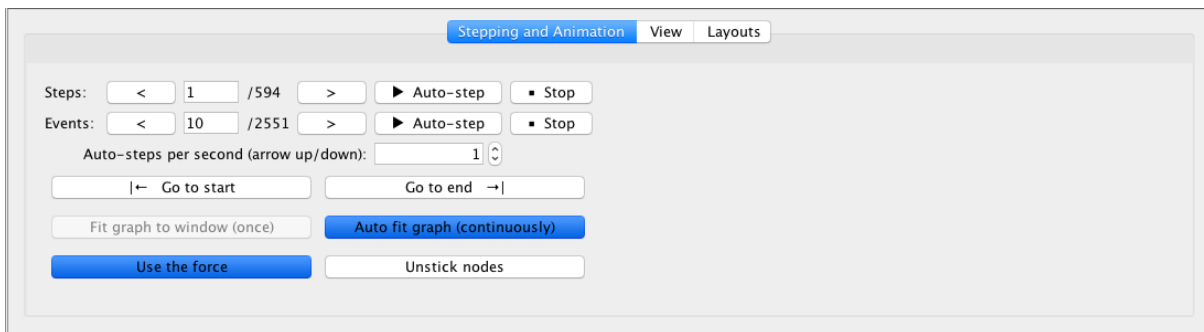 Stepping and Animation View Layouts
Steps: < 1 /594 > ▶ Auto-step ▪ Stop
Events: < 10 /2551 > ▶ Auto-step ▪ Stop
Auto-steps per second (arrow up/down): 1
|← Go to start Go to end →|
Fit graph to window (once) Auto fit graph (continuously)
Use the force Unstick nodes